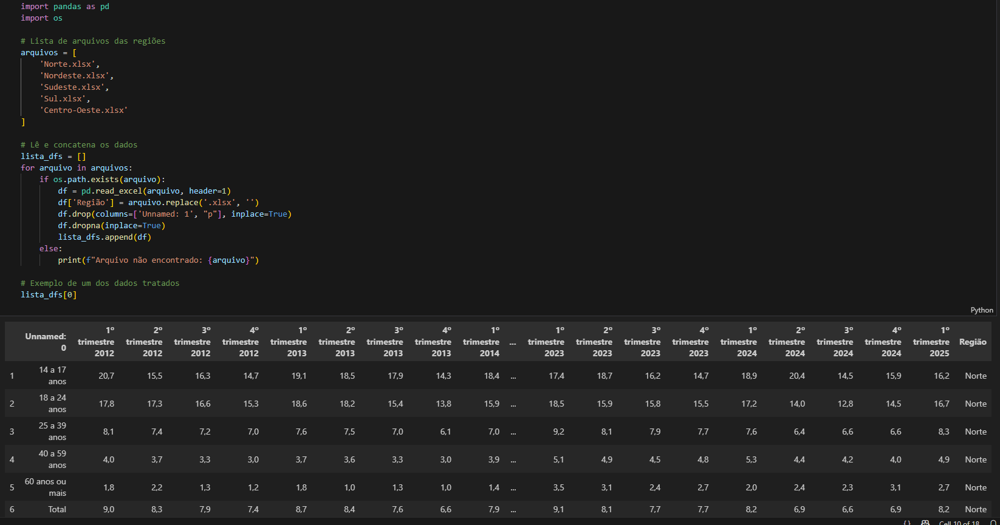 import pandas as pd
import os
# Lista de arquivos das regiões
arquivos = [
'Norte.xlsx',
'Nordeste.xlsx',
'Sudeste.xlsx',
'Sul.xlsx',
'Centro-Oeste.xlsx'
]
# Lê e concatena os dados
lista_dfs = []
for arquivo in arquivos:
if os.path.exists(arquivo):
df = pd.read_excel(arquivo, header=1)
df['Região'] = arquivo.replace('.xlsx', '')
df.drop(columns=['Unnamed: 1', "p"], inplace=True)
df.dropna(inplace=True)
lista_dfs.append(df)
else:
print(f"Arquivo não encontrado: {arquivo}")
# Exemplo de um dos dados tratados
lista_dfs[0]
Python
Unnamed: 0 1º trimestre 2012 2º trimestre 2012 3º trimestre 2012 4º trimestre 2012 1º trimestre 2013 2º trimestre 2013 3º trimestre 2013 4º trimestre 2013 1º trimestre 2014 ... 1º trimestre 2023 2º trimestre 2023 3º trimestre 2023 4º trimestre 2023 1º trimestre 2024 2º trimestre 2024 3º trimestre 2024 4º trimestre 2024 1º trimestre 2025 Região
1 14 a 17 anos 20,7 15,5 16,3 14,7 19,1 18,5 17,9 14,3 18,4 ... 17,4 18,7 16,2 14,7 18,9 20,4 14,5 15,9 16,2 Norte
2 18 a 24 anos 17,8 17,3 16,6 15,3 18,6 18,2 15,4 13,8 15,9 ... 18,5 15,9 15,8 15,5 17,2 14,0 12,8 14,5 16,7 Norte
3 25 a 39 anos 8,1 7,4 7,2 7,0 7,6 7,5 7,0 6,1 7,0 ... 9,2 8,1 7,9 7,7 7,6 6,4 6,6 6,6 8,3 Norte
4 40 a 59 anos 4,0 3,7 3,3 3,0 3,7 3,6 3,3 3,0 3,9 ... 5,1 4,9 4,5 4,8 5,3 4,4 4,2 4,0 4,9 Norte
5 60 anos ou mais 1,8 2,2 1,3 1,2 1,8 1,0 1,3 1,0 1,4 ... 3,5 3,1 2,4 2,7 2,0 2,4 2,3 3,1 2,7 Norte
6 Total 9,0 8,3 7,9 7,4 8,7 8,4 7,6 6,6 7,9 ... 9,1 8,1 7,7 7,7 8,2 6,9 6,6 6,9 8,2 Norte
Cell 10 of 18